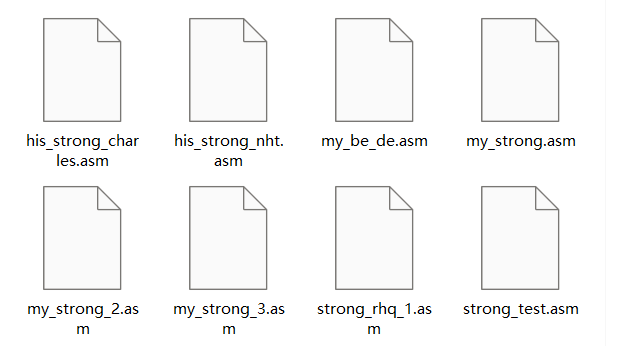 his_strong_char
les.asm
his_strong_nht.
asm
my_be_de.asm
my_strong.asm
my_strong_2.as
m
my_strong_3.as
m
strong_rhq_1.as
m
strong_test.asm